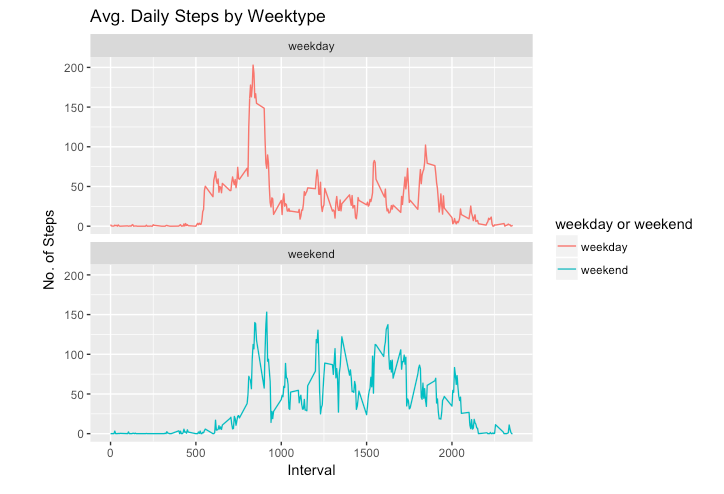 Avg. Daily Steps by Weektype
weekday
200
150
100
50
0
weekend
200
150
100
50
0
No. of Steps
0 500 1000 1500 2000
Interval
weekday or weekend
weekday
weekend